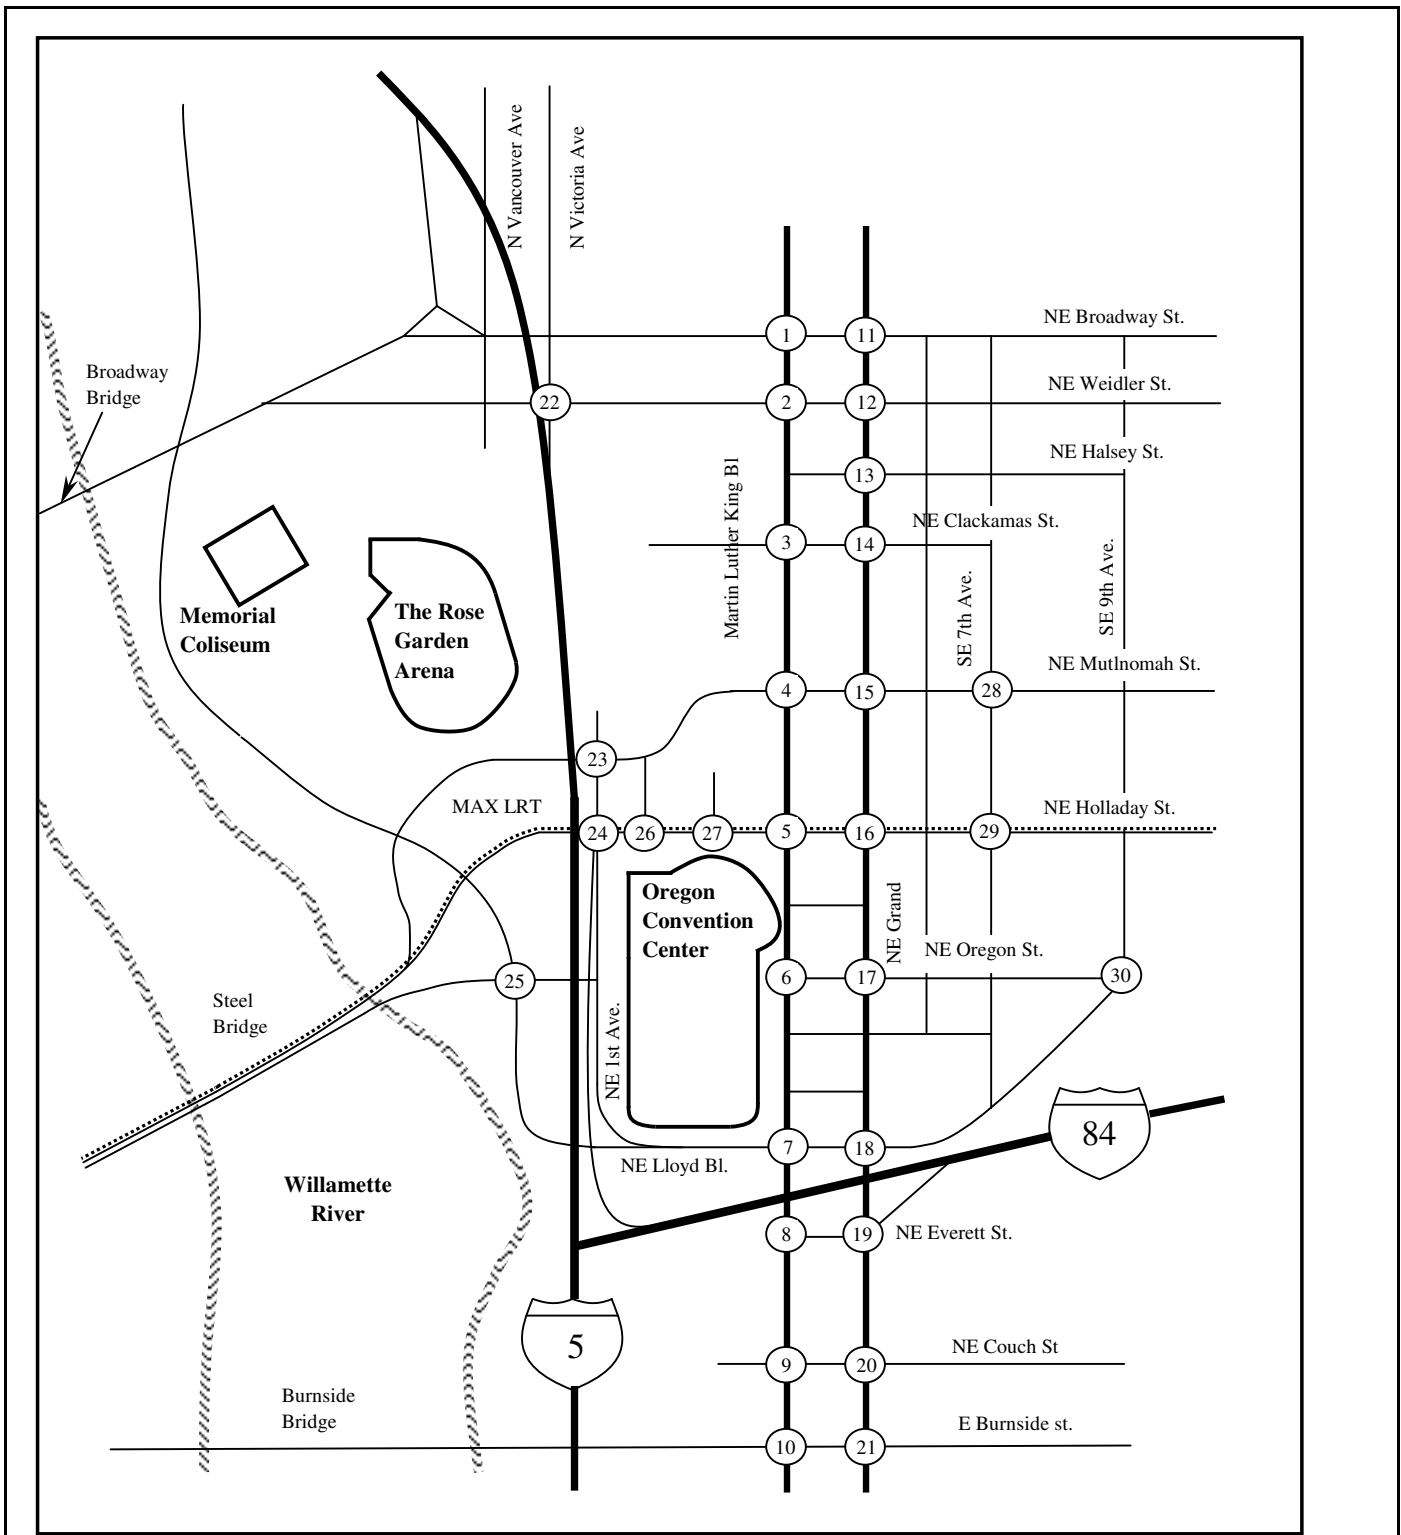 N Vancouver Ave
N Victoria Ave
NE Broadway St.
1
11
Broadway
Bridge
NE Weidler St.
22
2
12
NE Halsey St.
13
Martin Luther King Bl
NE Clackamas St.
3
14
SE 7th Ave.
SE 9th Ave.
Memorial
Coliseum
The Rose
Garden
Arena
NE Mutlnomah St.
4
15
28
23
MAX LRT
NE Holladay St.
24
26
27
5
16
29
Oregon
Convention
Center
NE Grand
NE Oregon St.
25
6
17
30
Steel
Bridge
NE 1st Ave.
84
7
18
NE Lloyd Bl.
Willamette
River
8
19
NE Everett St.
5
NE Couch St
9
20
Burnside
Bridge
E Burnside st.
10
21